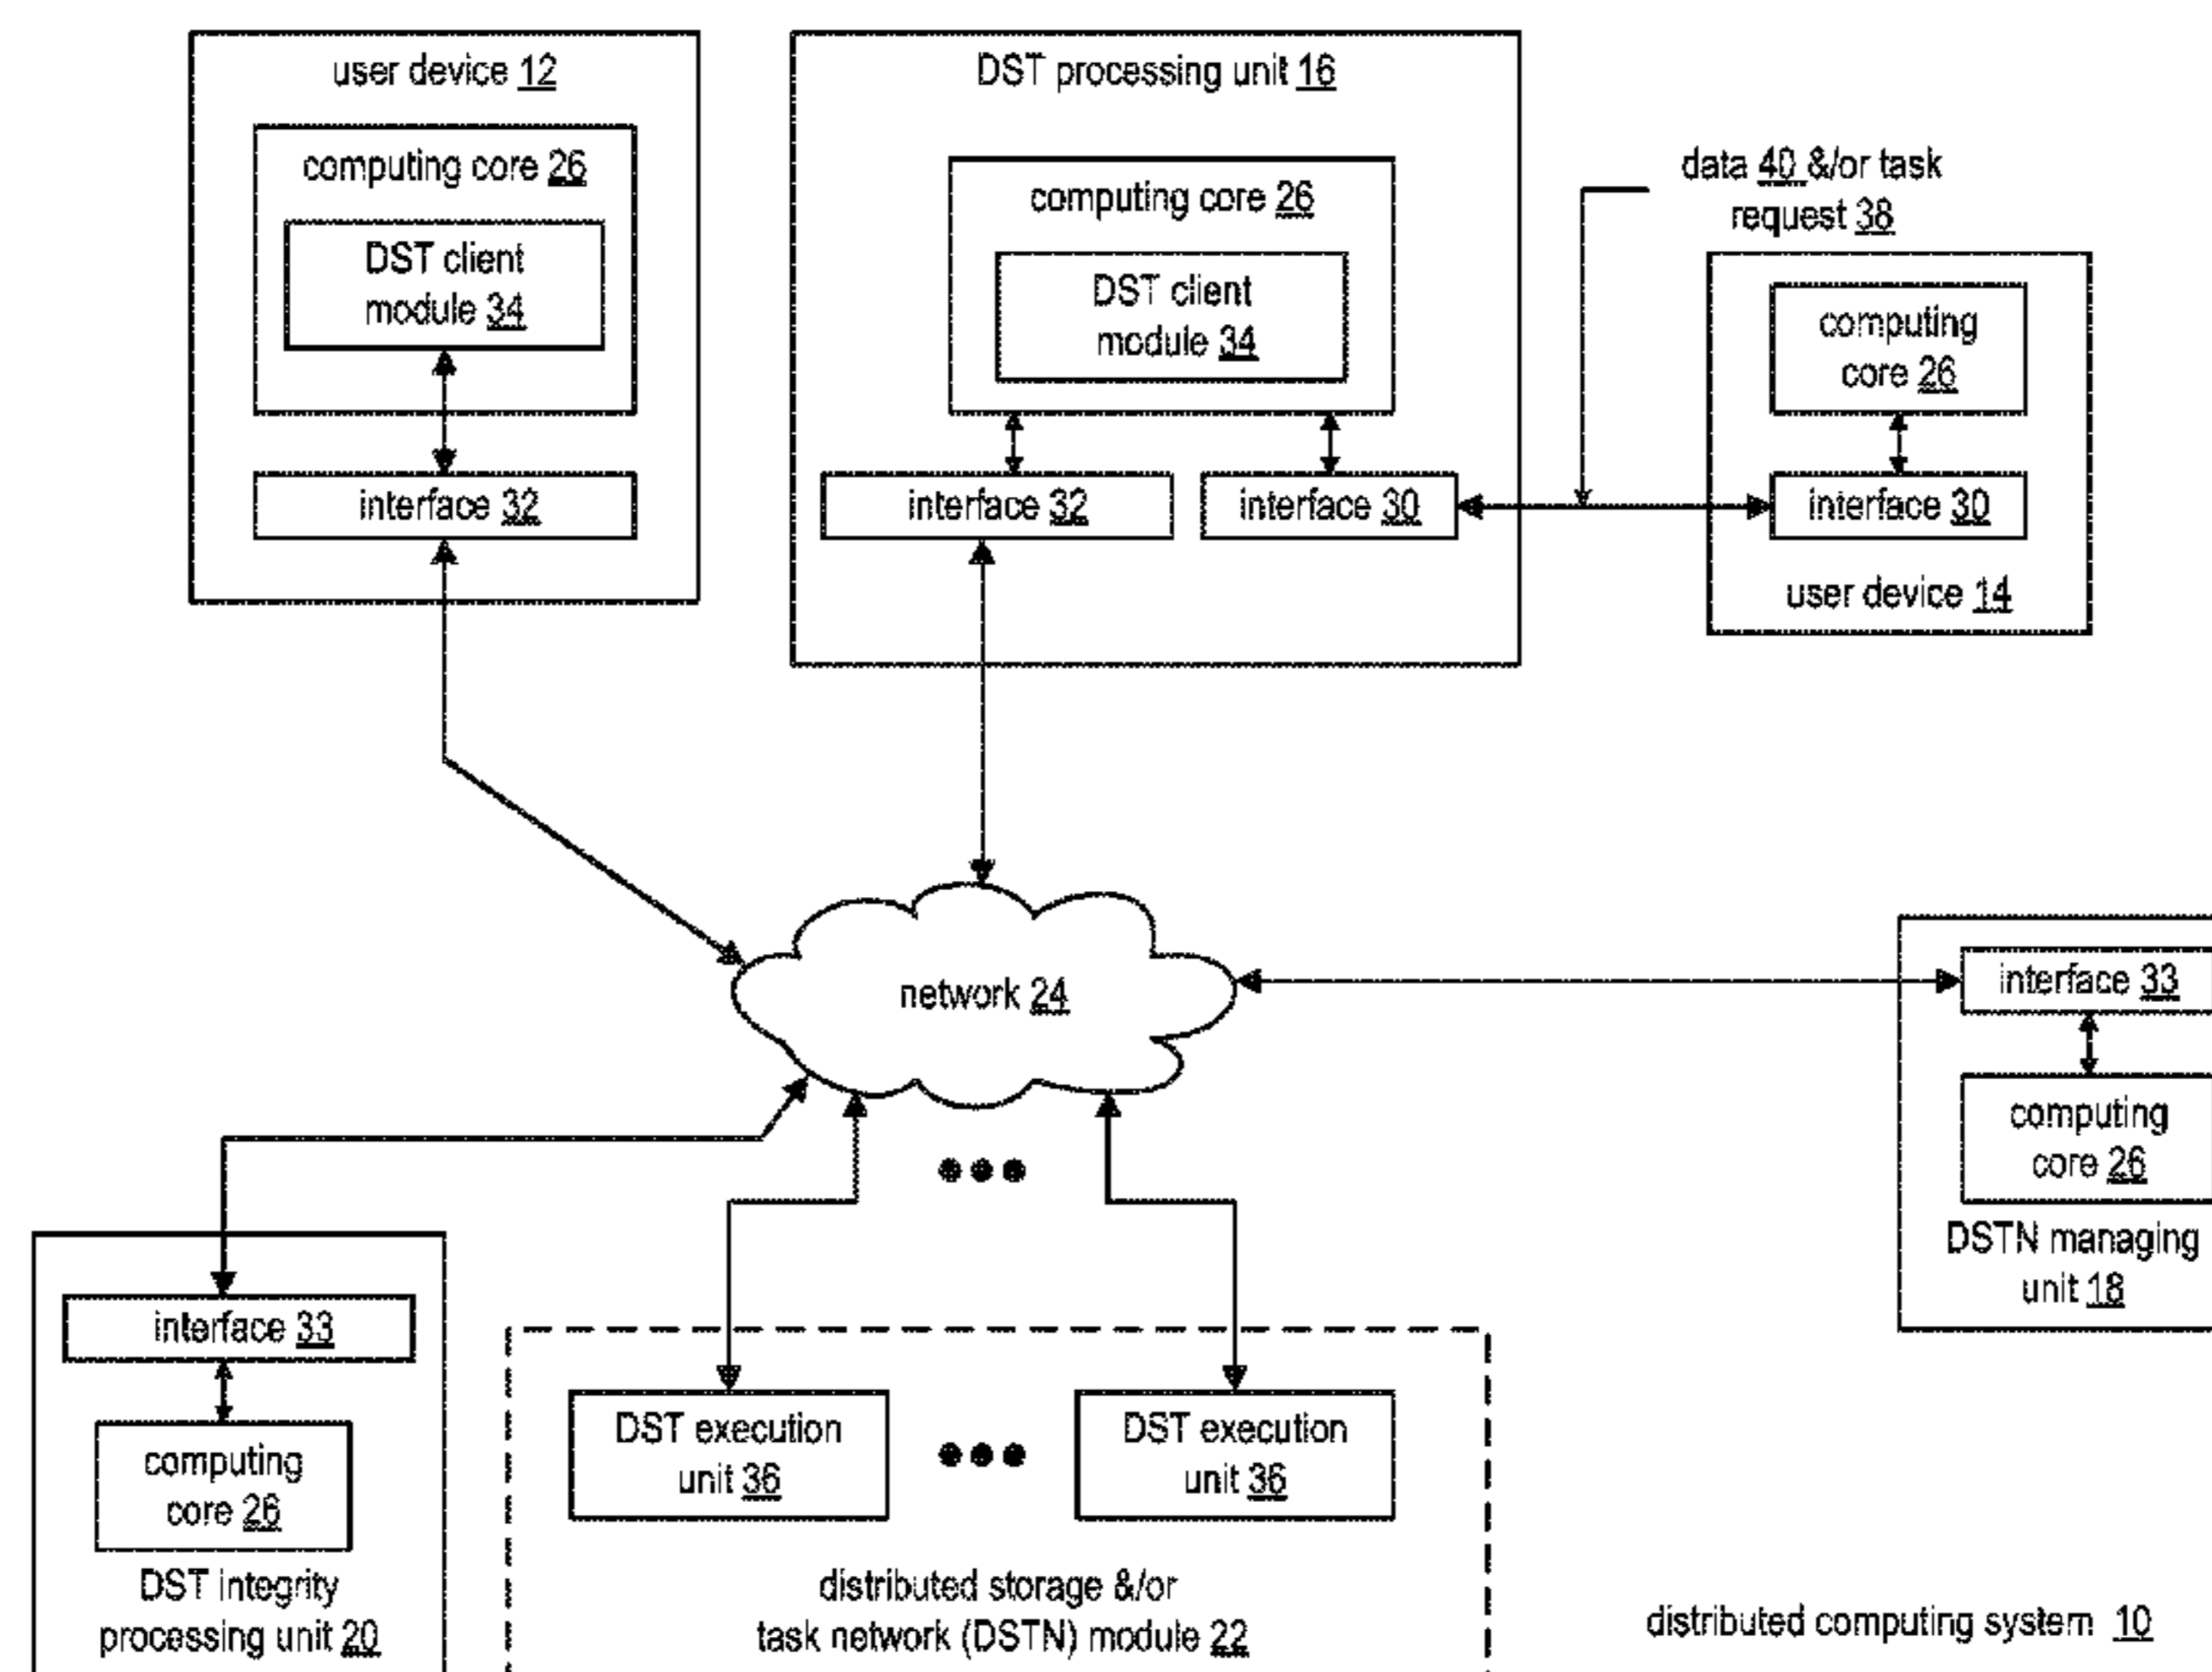 user device 12
computing core 26
DST client
module 34
interface 32
DST processing unit 16
computing core 26
DST client
module 34
interface 32
interface 30
data 40 &/or task
request 38
computing
core 26
interface 30
user device 14
network 24
interface 33
computing
core 26
DSTN managing
unit 18
interface 33
computing
core 26
DST integrity
processing unit 20
DST execution
unit 36
DST execution
unit 36
distributed storage &/or
task network (DSTN) module 22
distributed computing system 10